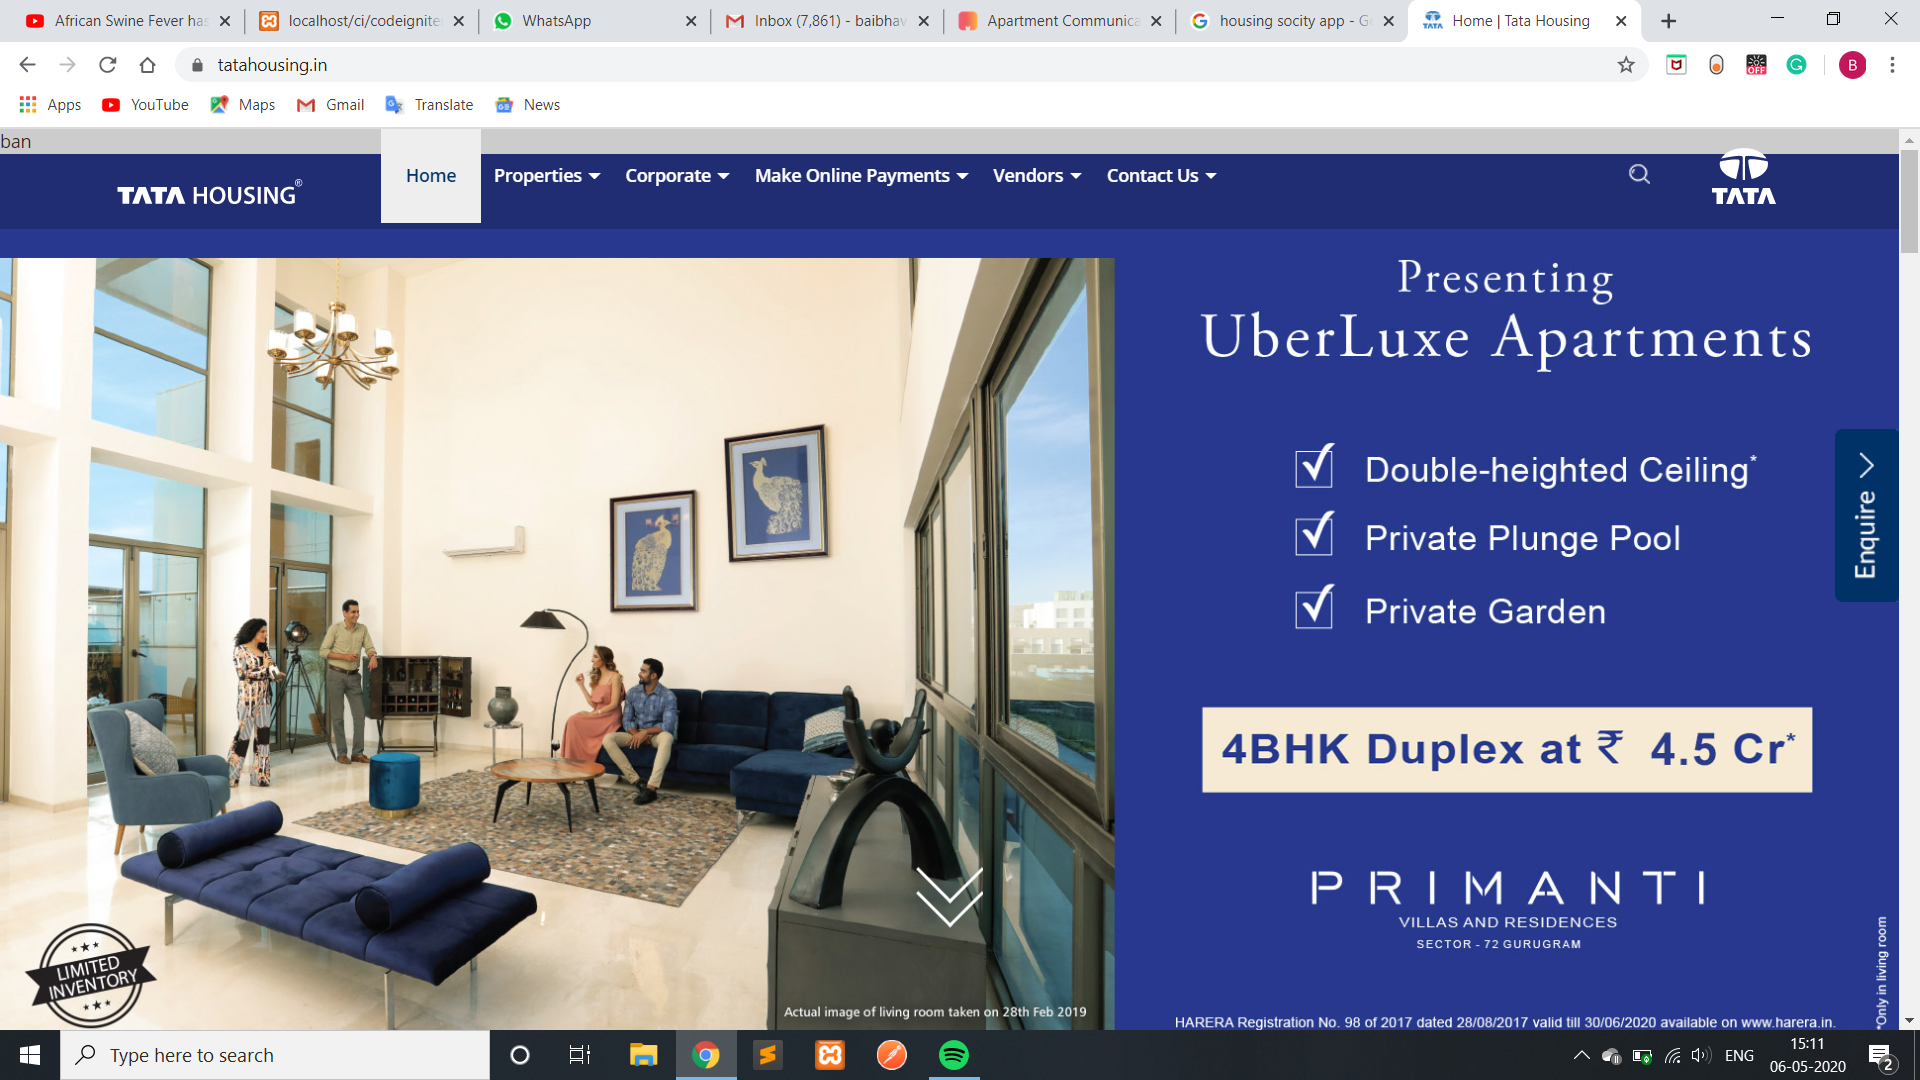 African Swine Fever has
localhost/ci/codeignite
WhatsApp
Inbox (7,861) - baibhav
Apartment Communica
housing socity app - G
Home | Tata Housing
tatahousing.in
OFF
B
Apps
YouTube
Maps
Gmail
Translate
News
ban
TATA HOUSING®
Home
Properties
Corporate
Make Online Payments
Vendors
Contact Us
TATA
Presenting
UberLuxe Apartments
Double-heighted Ceiling*
Private Plunge Pool
Private Garden
Enquire
4BHK Duplex at ₹ 4.5 Cr*
PRIMANTI
VILLAS AND RESIDENCES
SECTOR - 72 GURUGRAM
*Only in living room
LIMITED
INVENTORY
Actual image of living room taken on 28th Feb 2019
HARERA Registration No. 98 of 2017 dated 28/08/2017 valid till 30/06/2020 available on www.harera.in.
Type here to search
ENG
15:11
06-05-2020
2